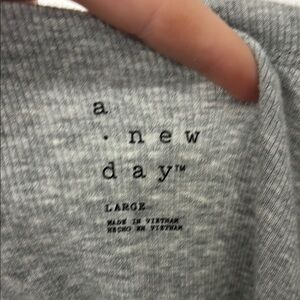 a
· new
day™
LARGE
MADE IN VIETNAM
HECHO EN VIETNAM